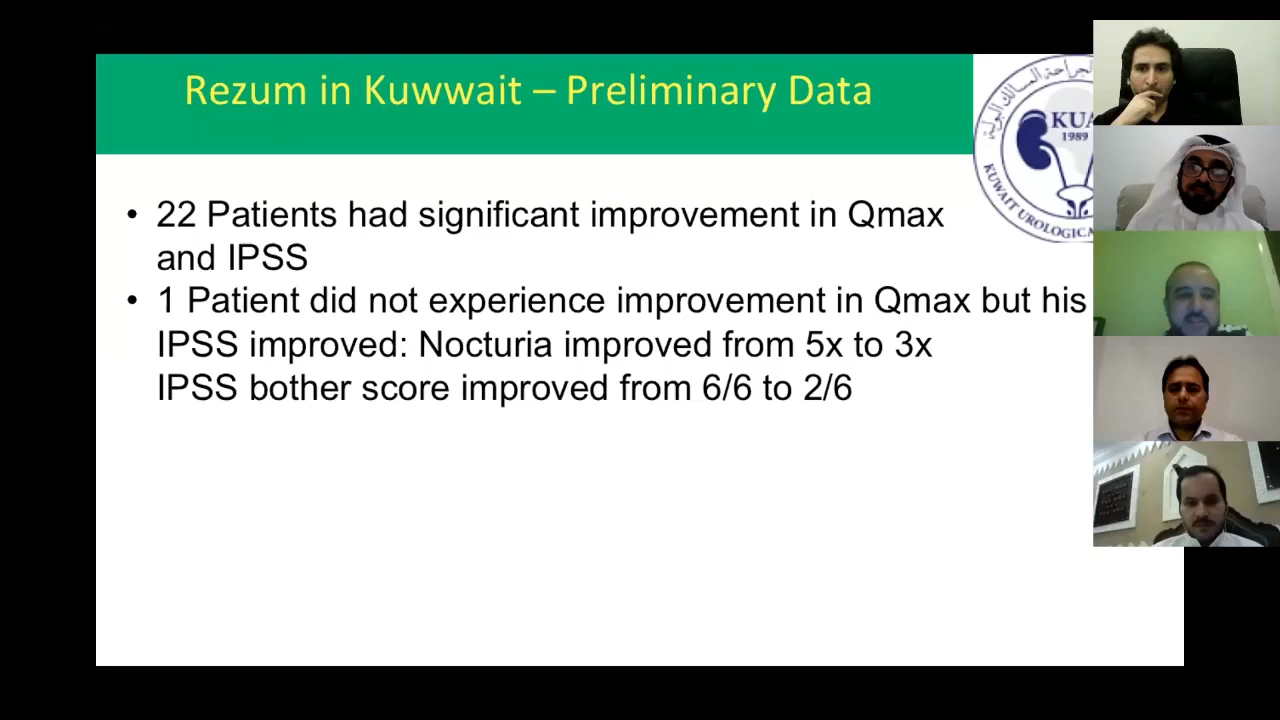 Rezum in Kuwwait – Preliminary Data
• 22 Patients had significant improvement in Qmax
and IPSS
• 1 Patient did not experience improvement in Qmax but his
IPSS improved: Nocturia improved from 5x to 3x
IPSS bother score improved from 6/6 to 2/6
KUA
1989
KUWAIT UROLOGICA